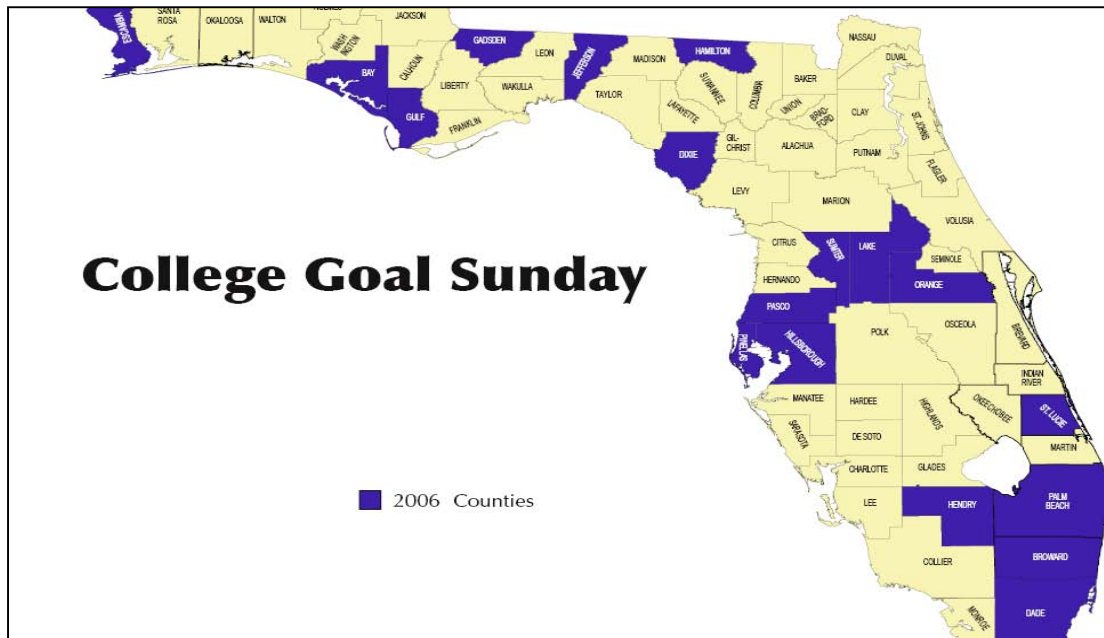 JACKSON
SANTA
ROSA
OKALOOSA
WALTON
ESCAMBIA
WASH
INGTON
BAY
CALHOUN
GULF
GADSDEN
LIBERTY
LEON
WAKULLA
FRANKLIN
JEFFERSON
MADISON
TAYLOR
HAMILTON
SUWANNEE
LAFAYETTE
DIXIE
COLUMBIA
GIL-
CHRIST
BAKER
UNION
BRAD-
FORD
ALACHUA
LEVY
NASSAU
DUVAL
CLAY
ST. JOHNS
PUTNAM
FLAGLER
MARION
VOLUSIA
CITRUS
SUMTER
LAKE
SEMINOLE
HERNANDO
ORANGE
PASCO
College Goal Sunday
PINELLAS
HILLSBOROUGH
POLK
OSCEOLA
BREVARD
INDIAN
RIVER
MANATEE
HARDEE
HIGHLANDS
OKEECHOBEE
ST. LUCIE
SARASOTA
DE SOTO
MARTIN
CHARLOTTE
GLADES
2006 Counties
LEE
HENDRY
PALM
BEACH
COLLIER
BROWARD
MONROE
DADE